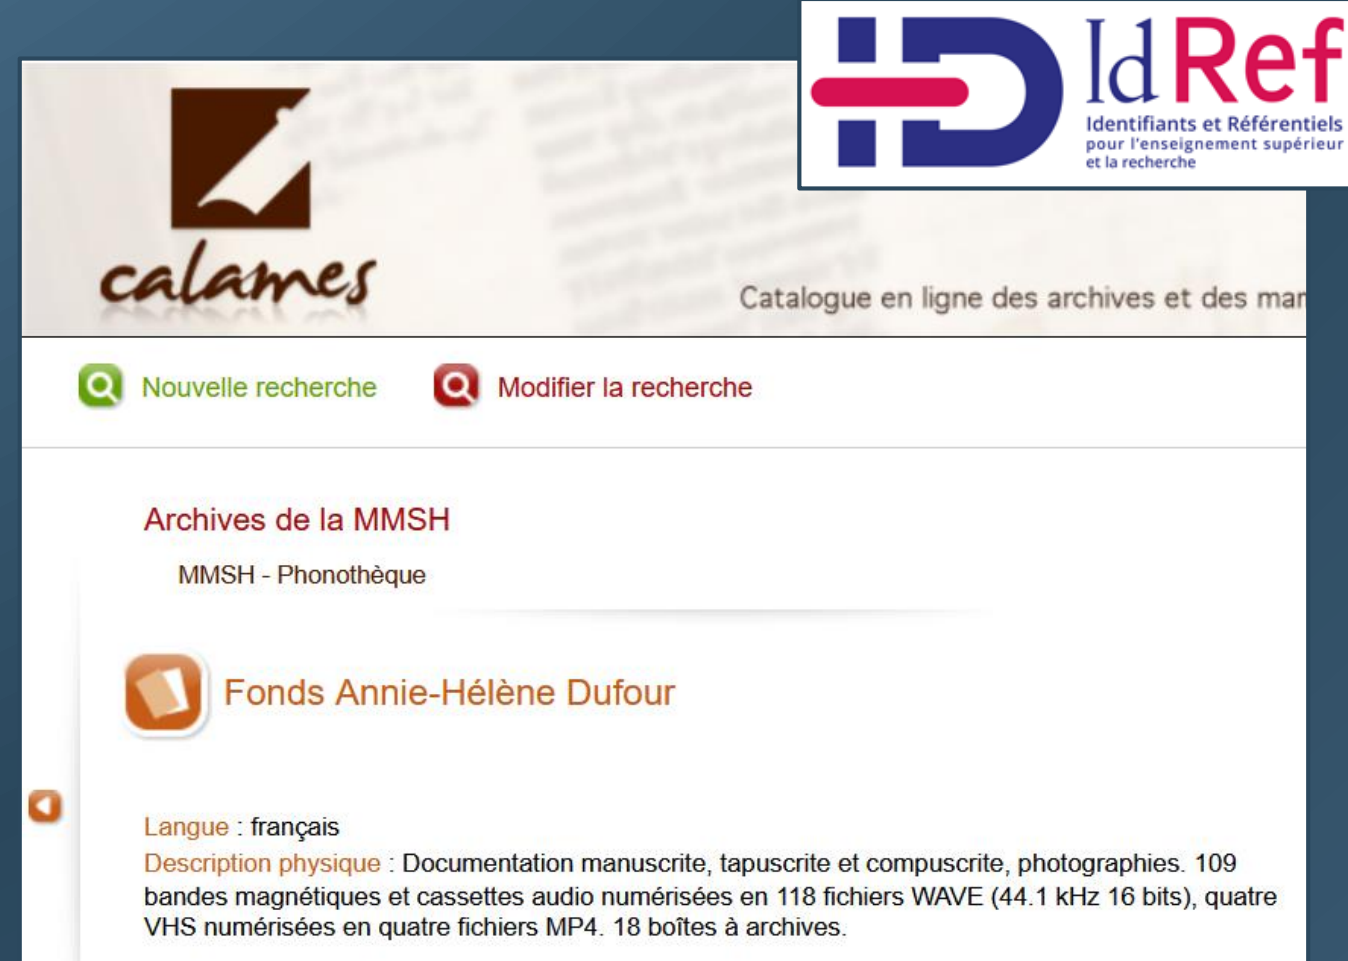 IdRef
Identifiants et Référentiels
pour l'enseignement supérieur
et la recherche
calames
Catalogue en ligne des archives et des mar
Nouvelle recherche
Modifier la recherche
Archives de la MMSH
MMSH - Phonothèque
Fonds Annie-Hélène Dufour
Langue : français
Description physique : Documentation manuscrite, tapuscrite et compuscrite, photographies. 109
bandes magnétiques et cassettes audio numérisées en 118 fichiers WAVE (44.1 kHz 16 bits), quatre
VHS numérisées en quatre fichiers MP4. 18 boîtes à archives.